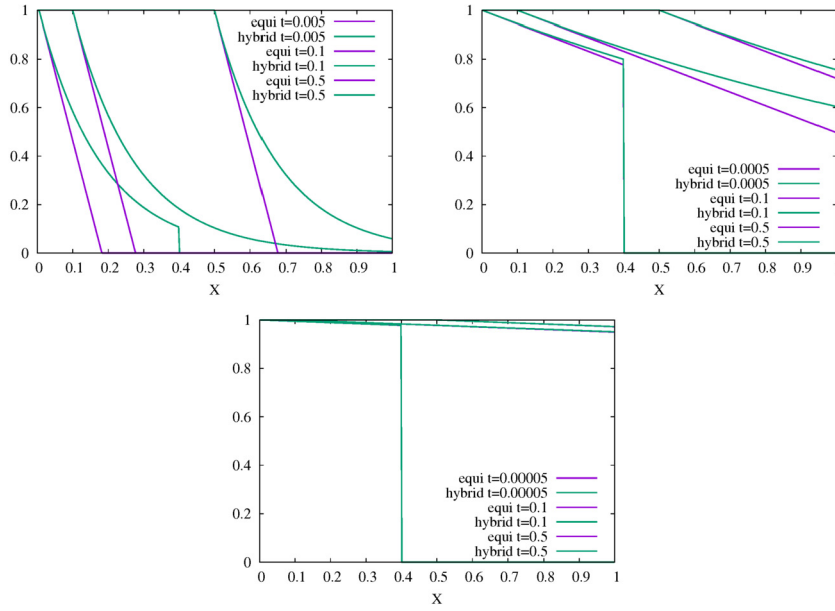 1
0.8
0.6
0.4
0.2
0
equi t=0.005
hybrid t=0.005
equi t=0.1
hybrid t=0.1
equi t=0.5
hybrid t=0.5
0 0.1 0.2 0.3 0.4 0.5 0.6 0.7 0.8 0.9 1
X
1
0.8
0.6
0.4
0.2
0
equi t=0.0005
hybrid t=0.0005
equi t=0.1
hybrid t=0.1
equi t=0.5
hybrid t=0.5
0 0.1 0.2 0.3 0.4 0.5 0.6 0.7 0.8 0.9
X
1
0.8
0.6
0.4
0.2
0
equi t=0.00005
hybrid t=0.00005
equi t=0.1
hybrid t=0.1
equi t=0.5
hybrid t=0.5
0 0.1 0.2 0.3 0.4 0.5 0.6 0.7 0.8 0.9 1
X